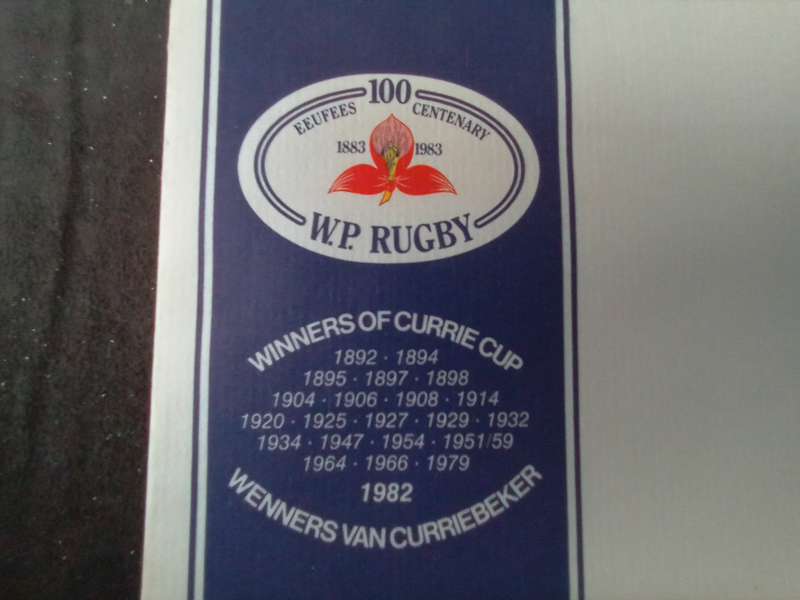 100
EEUFEES CENTENARY
1883 1983
W.P. RUGBY
WINNERS OF CURRIE CUP
1892 · 1894
1895 · 1897 · 1898
1904 · 1906 · 1908 · 1914
1920 · 1925 · 1927 · 1929 · 1932
1934 · 1947 · 1954 · 1951/59
1964 · 1966 · 1979
1982
WENNERS VAN CURRIEBEKER